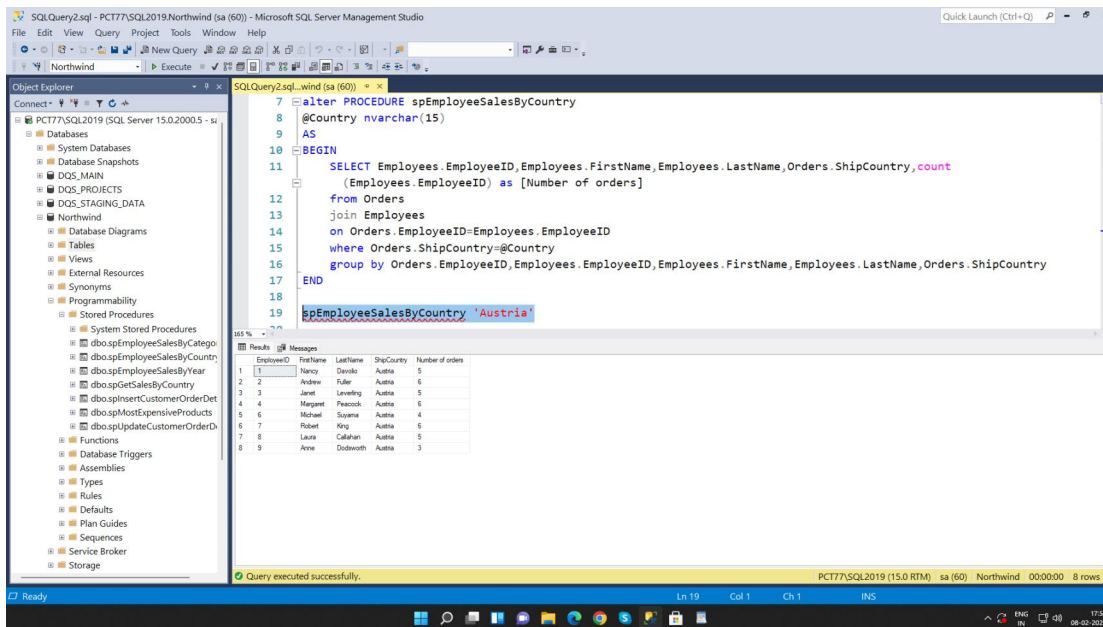 SQLQuery2.sql - PCT77\SQL2019.Northwind (sa (60)) - Microsoft SQL Server Management Studio
Quick Launch (Ctrl+Q)
File Edit View Query Project Tools Window Help
New Query
Northwind
Execute
Object Explorer
SQLQuery2.sql...wind (sa (60))
Connect
PCT77\SQL2019 (SQL Server 15.0.2000.5 - sa
Databases
System Databases
Database Snapshots
DQS_MAIN
DQS_PROJECTS
DQS_STAGING_DATA
Northwind
Database Diagrams
Tables
Views
External Resources
Synonyms
Programmability
Stored Procedures
System Stored Procedures
dbo.spEmployeeSalesByCatego
dbo.spEmployeeSalesByCountry
dbo.spEmployeeSalesByYear
dbo.spGetSalesByCountry
dbo.spInsertCustomerOrderDet
dbo.spMostExpensiveProducts
dbo.spUpdateCustomerOrderD
Functions
Database Triggers
Assemblies
Types
Rules
Defaults
Plan Guides
Sequences
Service Broker
Storage
7 alter PROCEDURE spEmployeeSalesByCountry
8 @Country nvarchar(15)
9 AS
10 BEGIN
11 SELECT Employees.EmployeeID,Employees.FirstName,Employees.LastName,Orders.ShipCountry,count
(Employees.EmployeeID) as [Number of orders]
12 from Orders
13 join Employees
14 on Orders.EmployeeID=Employees.EmployeeID
15 where Orders.ShipCountry=@Country
16 group by Orders.EmployeeID,Employees.EmployeeID,Employees.FirstName,Employees.LastName,Orders.ShipCountry
17 END
18
19 spEmployeeSalesByCountry 'Austria'
165 %
Results Messages
EmployeeID FirstName LastName ShipCountry Number of orders
1 1 Nancy Davolio Austria 5
2 2 Andrew Fuller Austria 6
3 3 Janet Leverling Austria 5
4 4 Margaret Peacock Austria 6
5 6 Michael Suyama Austria 4
6 7 Robert King Austria 6
7 8 Laura Callahan Austria 5
8 9 Anne Dodsworth Austria 3
Query executed successfully.
PCT77\SQL2019 (15.0 RTM) sa (60) Northwind 00:00:00 8 rows
Ready
Ln 19 Col 1 Ch 1 INS
ENG
IN
17:5
08-02-202